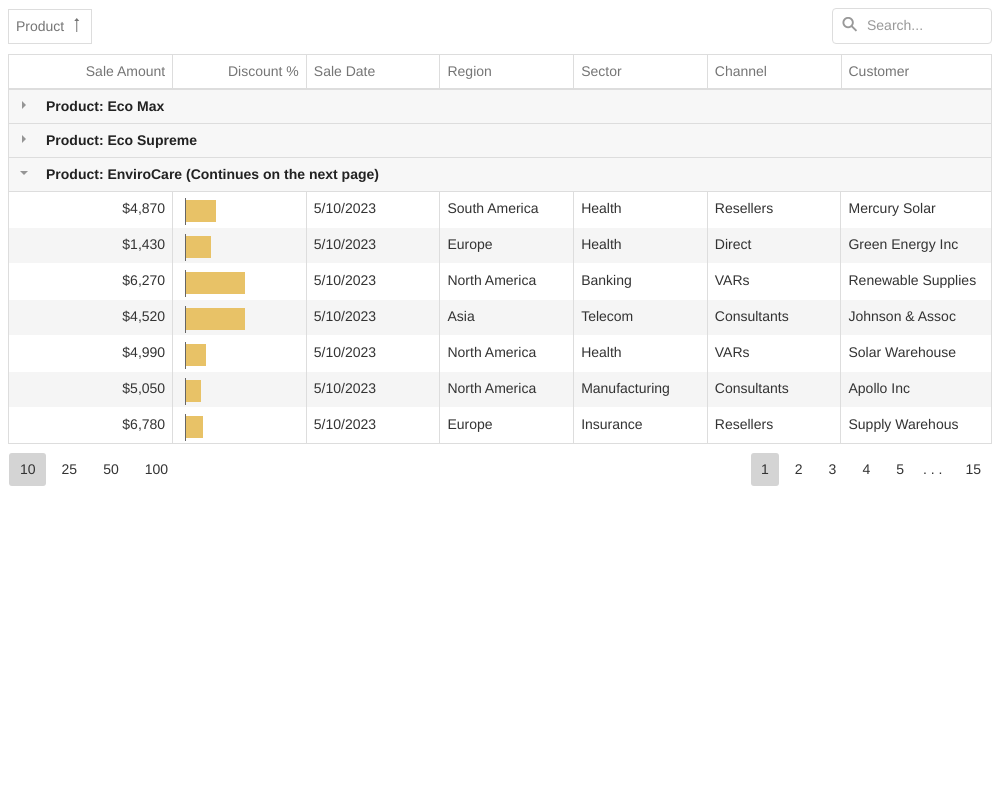 Product
Search...
Sale Amount Discount % Sale Date Region Sector Channel Customer
Product: Eco Max
Product: Eco Supreme
Product: EnviroCare (Continues on the next page)
$4,870 5/10/2023 South America Health Resellers Mercury Solar
$1,430 5/10/2023 Europe Health Direct Green Energy Inc
$6,270 5/10/2023 North America Banking VARs Renewable Supplies
$4,520 5/10/2023 Asia Telecom Consultants Johnson & Assoc
$4,990 5/10/2023 North America Health VARs Solar Warehouse
$5,050 5/10/2023 North America Manufacturing Consultants Apollo Inc
$6,780 5/10/2023 Europe Insurance Resellers Supply Warehous
10 25 50 100 1 2 3 4 5 . . . 15